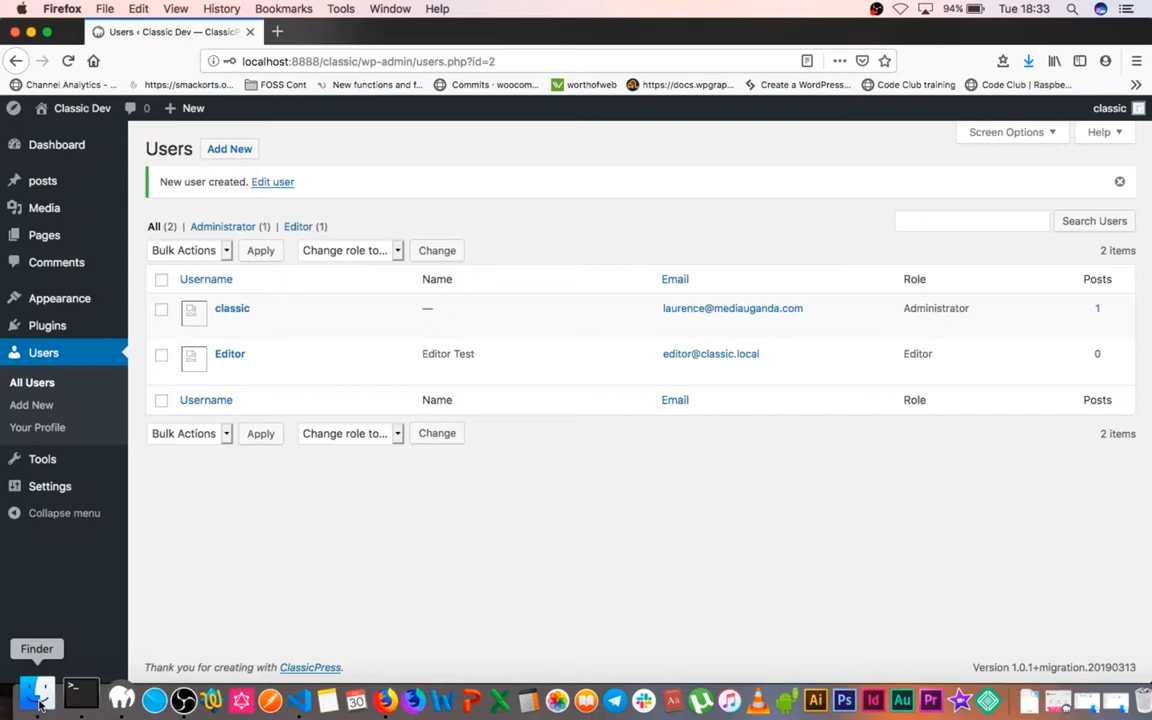 Firefox File Edit View History Bookmarks Tools Window Help 94% Tue 18:33
Users ‹ Classic Dev — ClassicP
localhost:8888/classic/wp-admin/users.php?id=2
Channel Analytics - ... https://smackorts.o... FOSS Cont New functions and f... Commits · woocom... worthofweb https://docs.wpgrap... Create a WordPress... Code Club training Code Club | Raspbe...
Classic Dev 0 New classic
Screen Options Help
Dashboard
posts
Media
Pages
Comments
Appearance
Plugins
Users
All Users
Add New
Your Profile
Tools
Settings
Collapse menu
Users Add New
New user created. Edit user
All (2) | Administrator (1) | Editor (1)
Search Users
Bulk Actions Apply Change role to... Change 2 items
Username Name Email Role Posts
classic — laurence@mediauganda.com Administrator 1
Editor Editor Test editor@classic.local Editor 0
Username Name Email Role Posts
Bulk Actions Apply Change role to... Change 2 items
Finder
Thank you for creating with ClassicPress. Version 1.0.1+migration.20190313
>_ 30 W P X Aa Ai Ps Id Au Pr